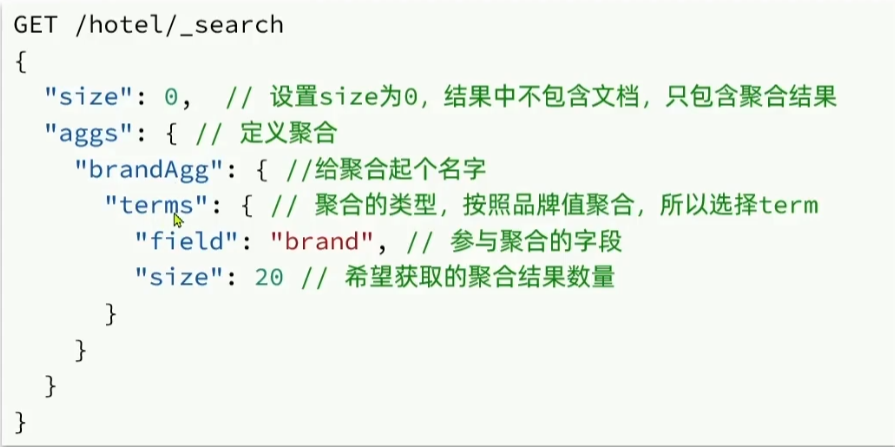 GET /hotel/_search
{
  "size": 0,  // 设置size为0，结果中不包含文档，只包含聚合结果
  "aggs": { // 定义聚合
    "brandAgg": { //给聚合起个名字
      "terms": { // 聚合的类型，按照品牌值聚合，所以选择term
        "field": "brand", // 参与聚合的字段
        "size": 20 // 希望获取的聚合结果数量
      }
    }
  }
}